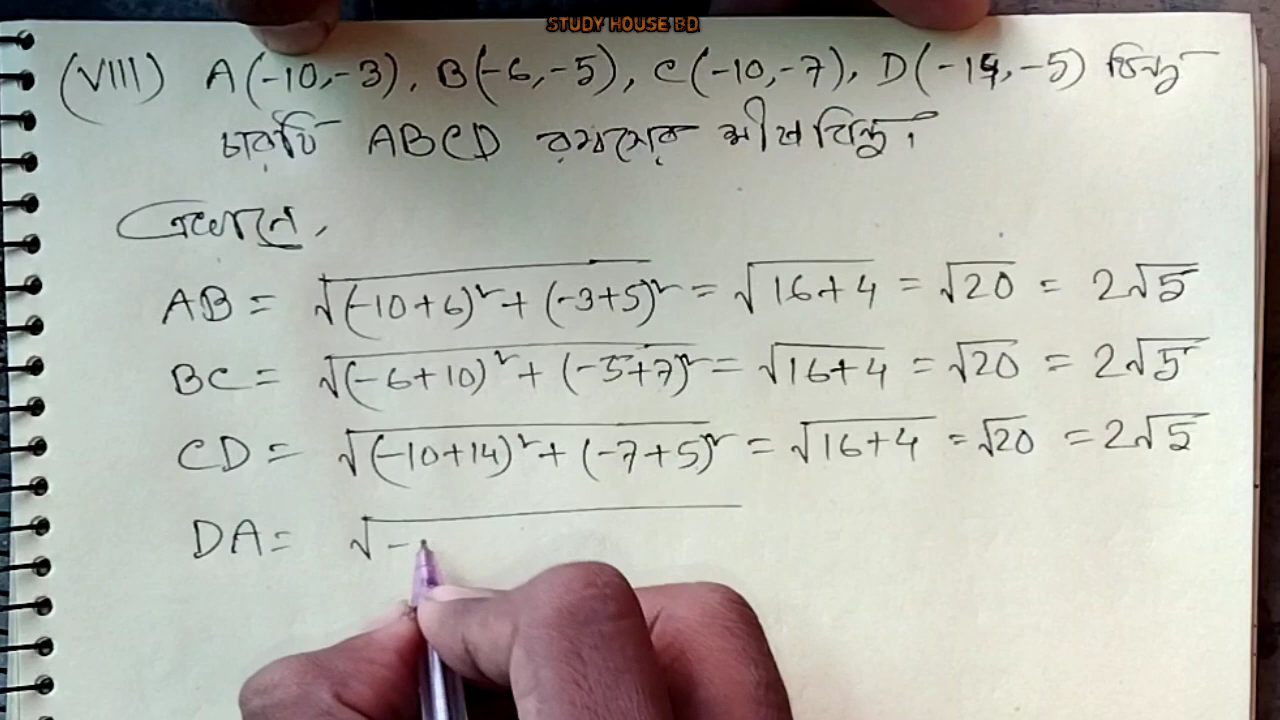 STUDY HOUSE BD
(VIII) A(-10,-3), B(-6,-5), C(-10,-7), D(-14,-5) বিন্দু
চারটি ABCD রম্বসের শীর্ষবিন্দু।
এখানে,
AB = √(-10+6)² + (-3+5)² = √16+4 = √20 = 2√5
BC = √(-6+10)² + (-5+7)² = √16+4 = √20 = 2√5
CD = √(-10+14)² + (-7+5)² = √16+4 = √20 = 2√5
DA = √-